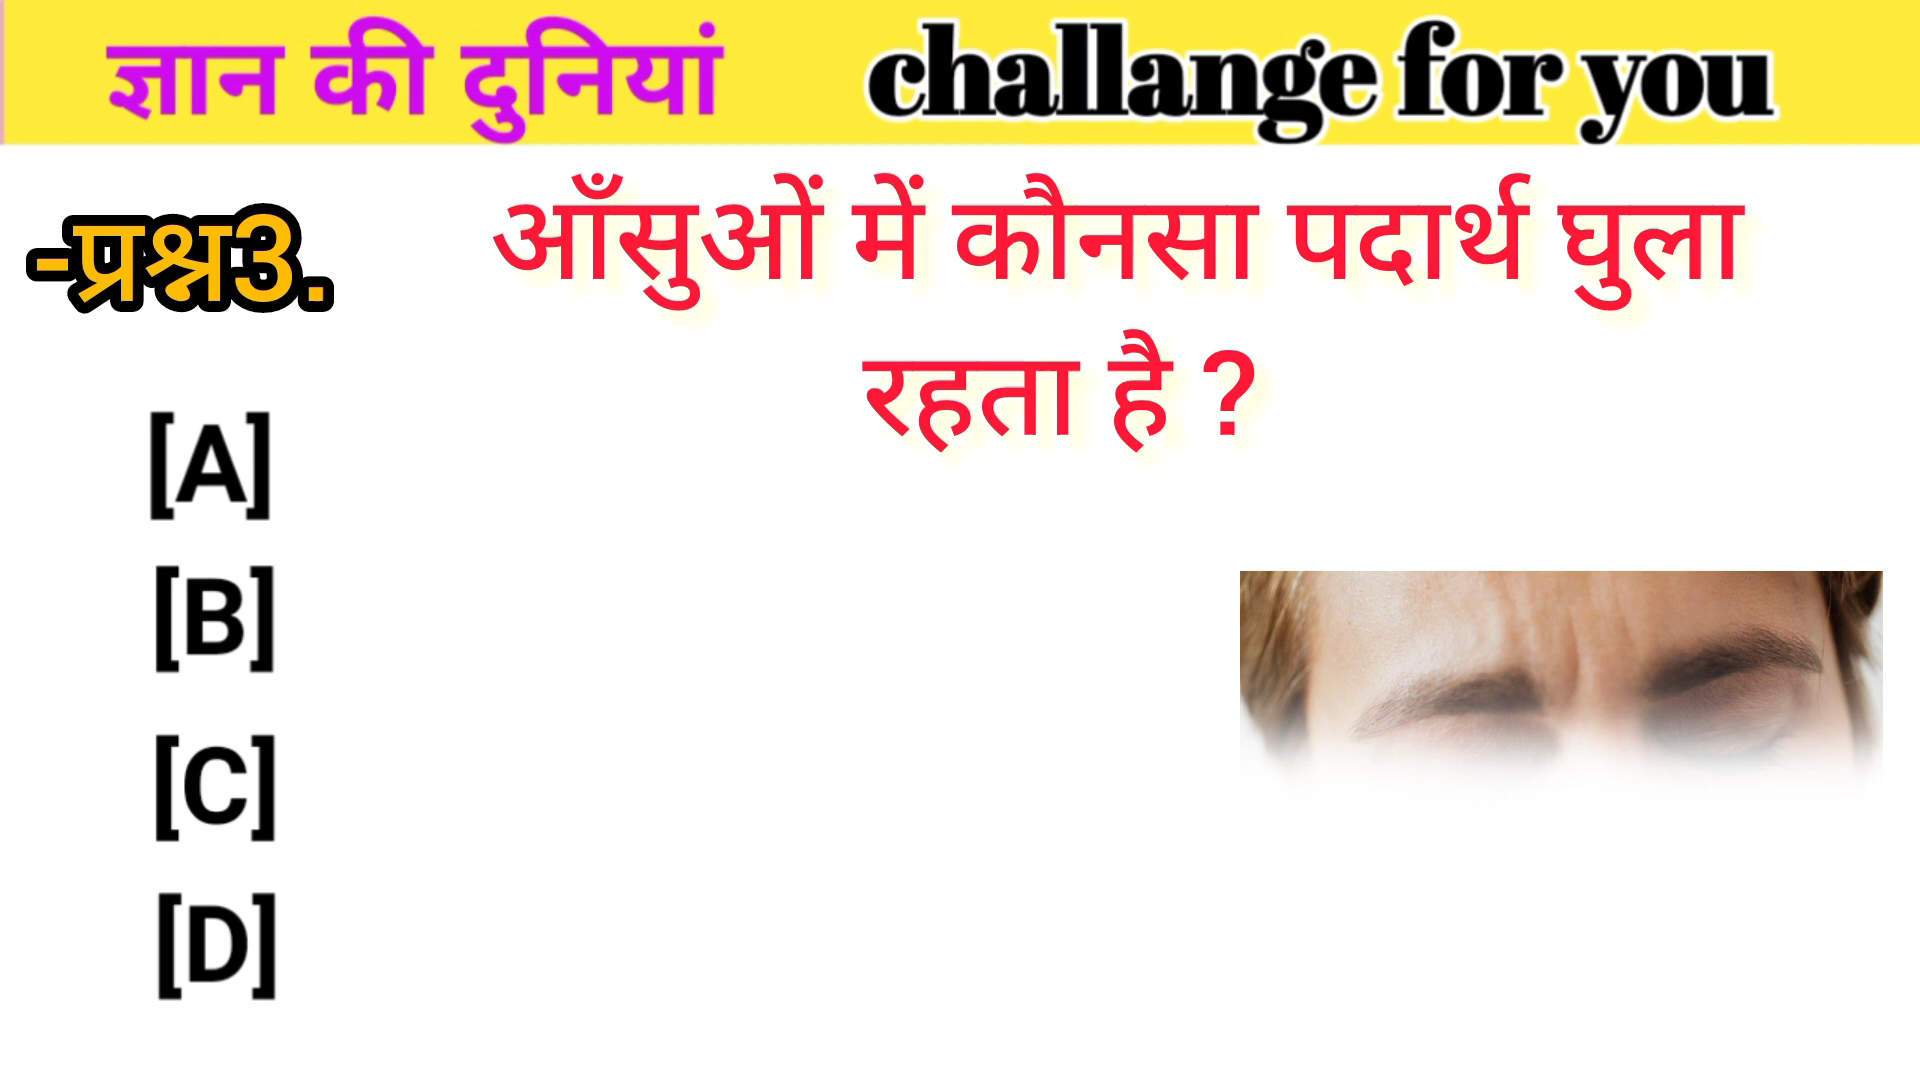 ज्ञान की दुनियां challange for you
-प्रश्न3. आँसुओं में कौनसा पदार्थ घुला
रहता है ?
[A]
[B]
[C]
[D]